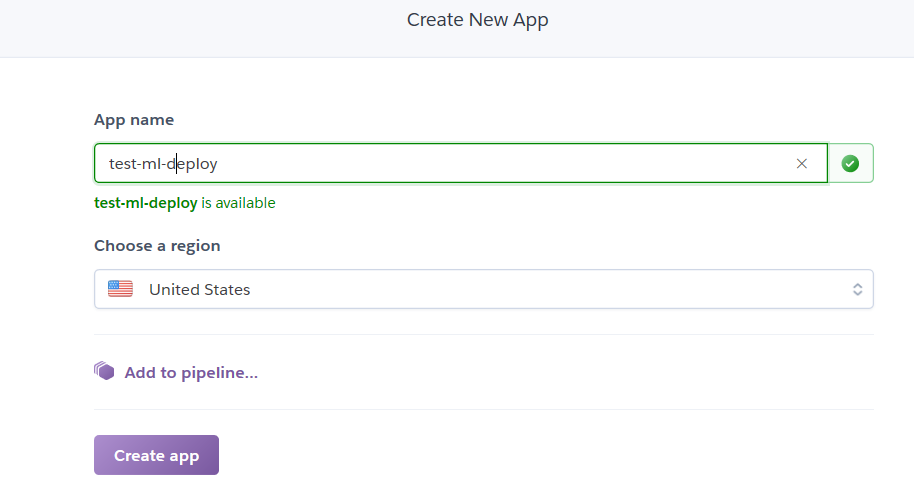 Create New App
App name
test-ml-deploy
test-ml-deploy is available
Choose a region
United States
Add to pipeline...
Create app